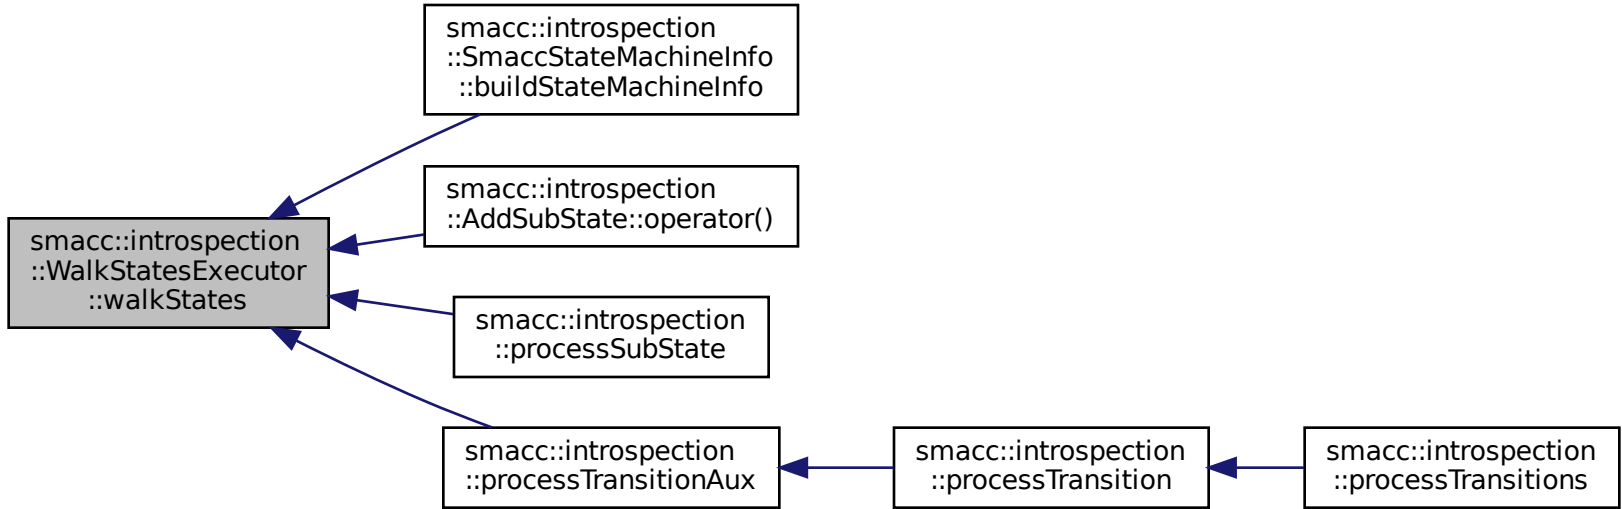 smacc::introspection
::SmaccStateMachineInfo
::buildStateMachineInfo
smacc::introspection
::AddSubState::operator()
smacc::introspection
::WalkStatesExecutor
::walkStates
smacc::introspection
::processSubState
smacc::introspection
::processTransitionAux
smacc::introspection
::processTransition
smacc::introspection
::processTransitions